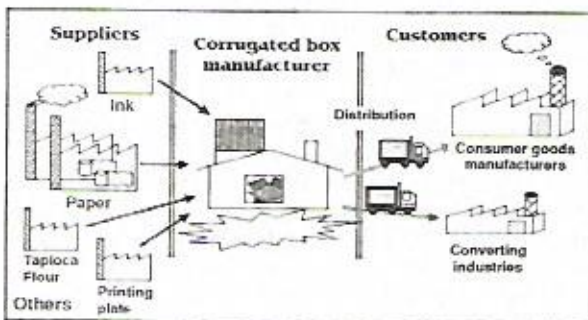 Suppliers
Corrugated box
manufacturer
Customers
Ink
Distribution
Consumer goods
manufacturers
Paper
Tapioca
Flour
Printing
plate
Converting
industries
Others